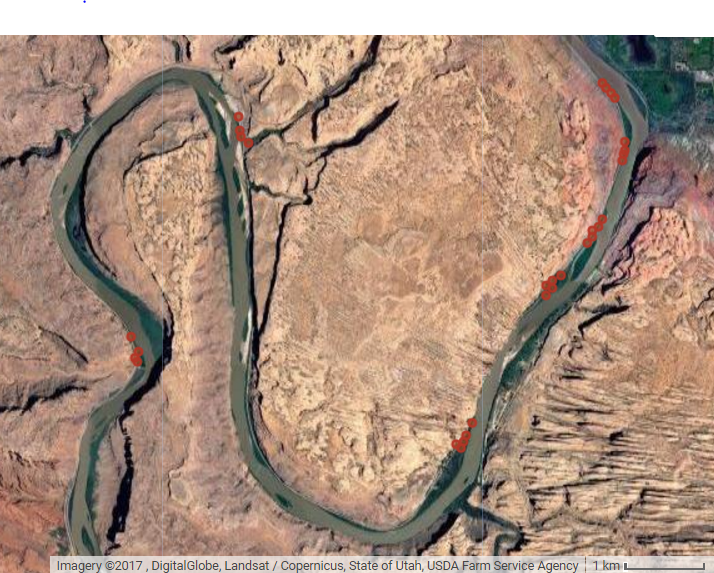 Imagery ©2017 , DigitalGlobe, Landsat / Copernicus, State of Utah, USDA Farm Service Agency 1 km